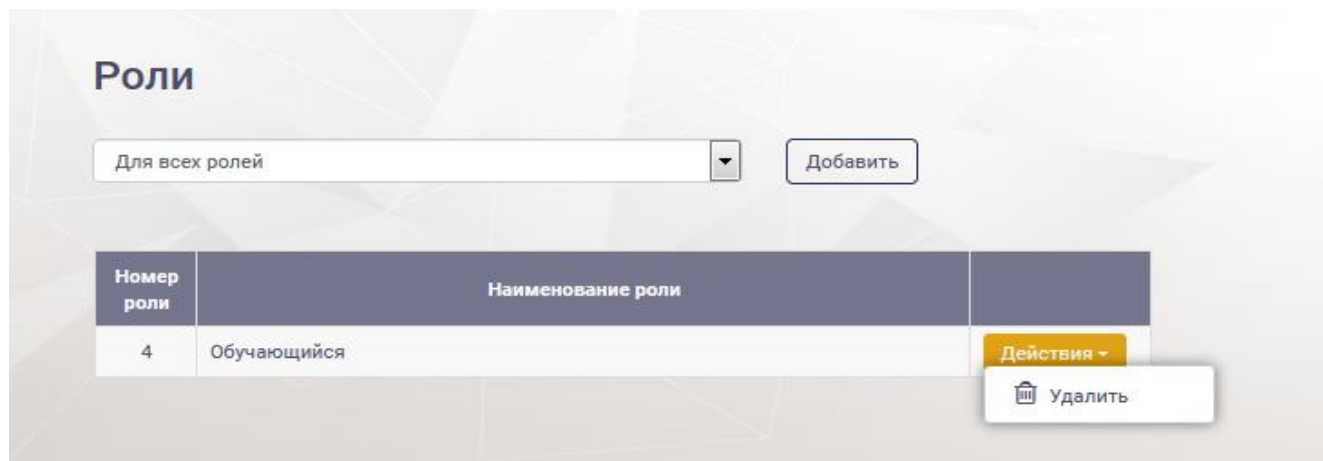 Роли
Для всех ролей
Добавить
Номер роли
Наименование роли
4
Обучающийся
Действия
Удалить